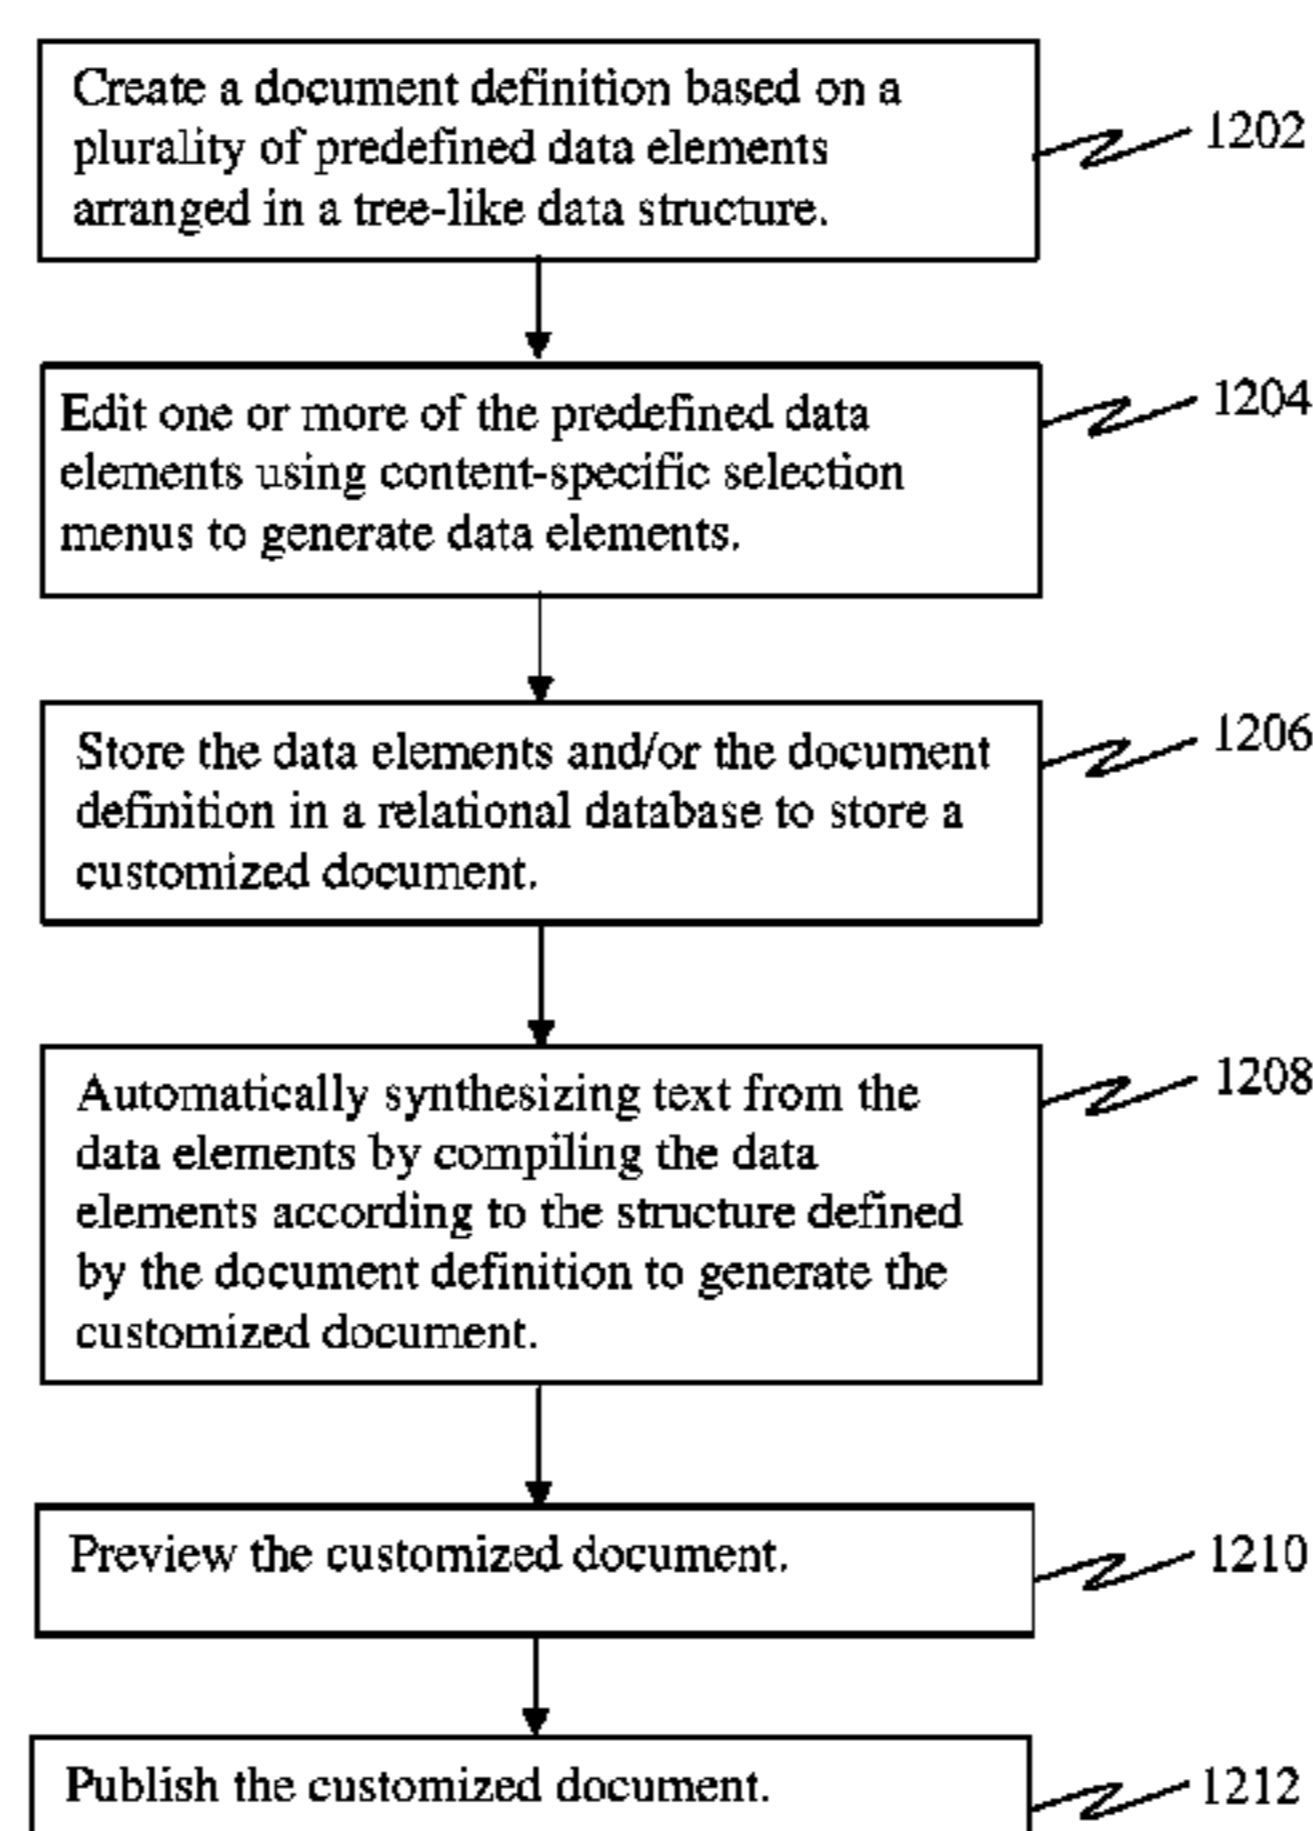 Create a document definition based on a
plurality of predefined data elements
arranged in a tree-like data structure.
1202
Edit one or more of the predefined data
elements using content-specific selection
menus to generate data elements.
1204
Store the data elements and/or the document
definition in a relational database to store a
customized document.
1206
Automatically synthesizing text from the
data elements by compiling the data
elements according to the structure defined
by the document definition to generate the
customized document.
1208
Preview the customized document.
1210
Publish the customized document.
1212